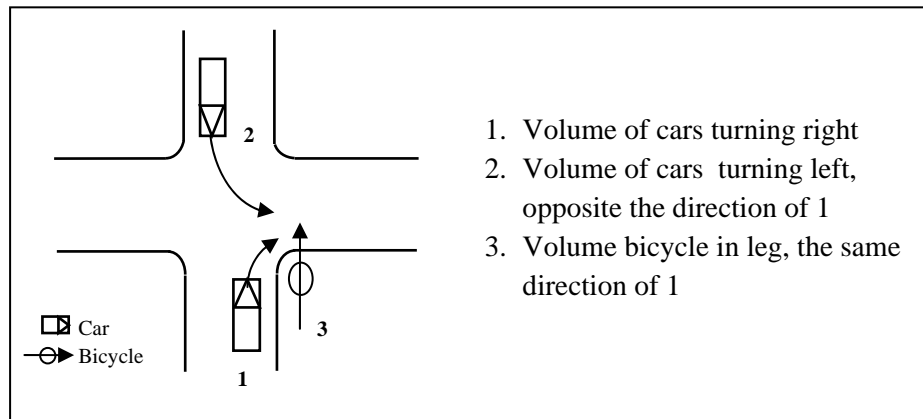 2
1. Volume of cars turning right
2. Volume of cars turning left,
opposite the direction of 1
3. Volume bicycle in leg, the same
direction of 1
Car
Bicycle
3
1